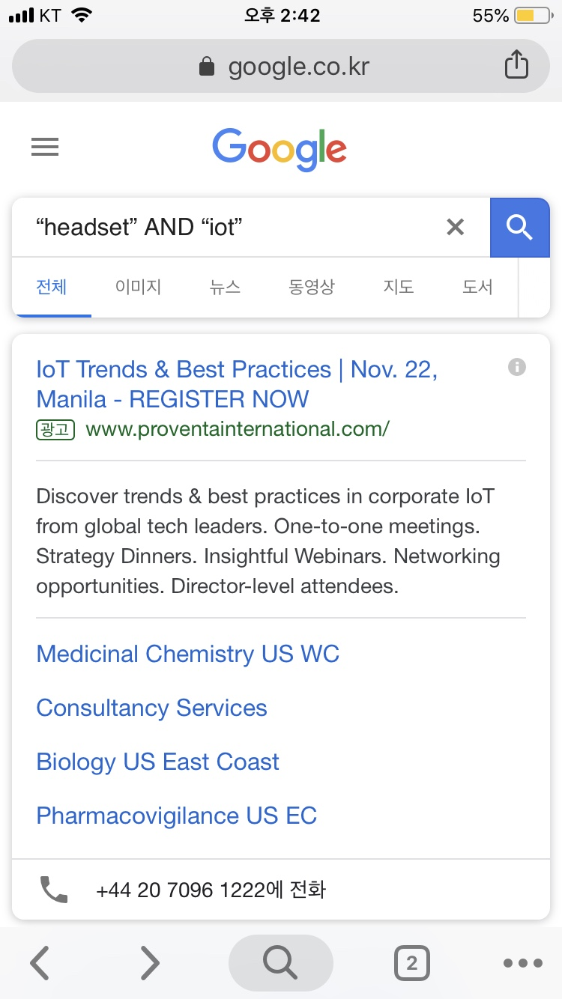 KT 오후 2:42 55%
google.co.kr
Google
“headset” AND “iot”
전체 이미지 뉴스 동영상 지도 도서
IoT Trends & Best Practices | Nov. 22,
Manila - REGISTER NOW
광고 www.proventainternational.com/
Discover trends & best practices in corporate IoT
from global tech leaders. One-to-one meetings.
Strategy Dinners. Insightful Webinars. Networking
opportunities. Director-level attendees.
Medicinal Chemistry US WC
Consultancy Services
Biology US East Coast
Pharmacovigilance US EC
+44 20 7096 1222에 전화
2